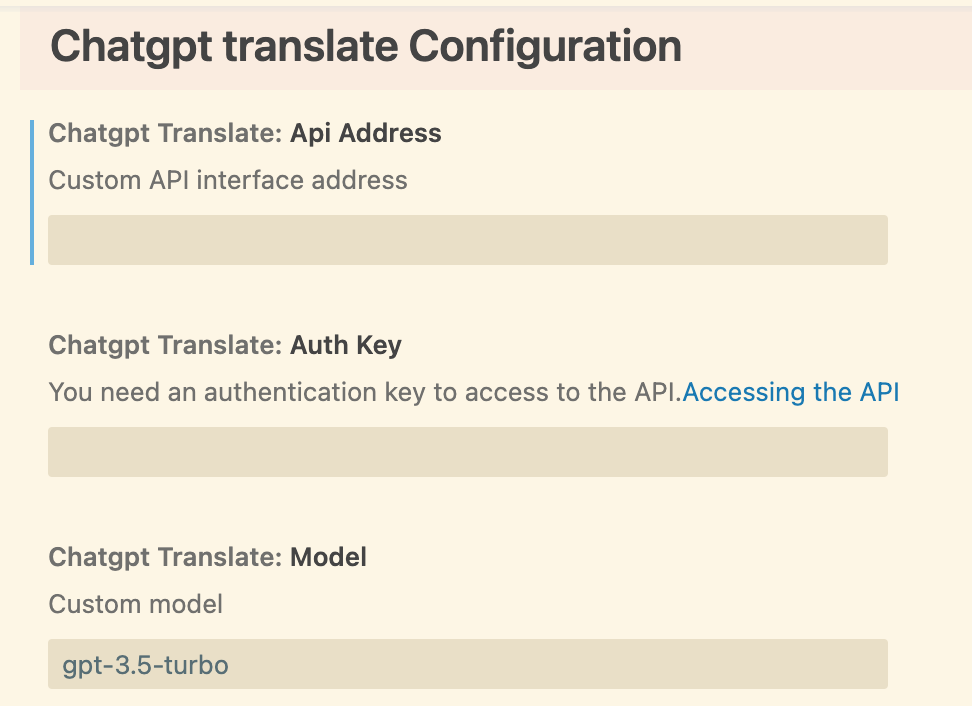 Chatgpt translate Configuration
Chatgpt Translate: Api Address
Custom API interface address
Chatgpt Translate: Auth Key
You need an authentication key to access to the API.Accessing the API
Chatgpt Translate: Model
Custom model
gpt-3.5-turbo